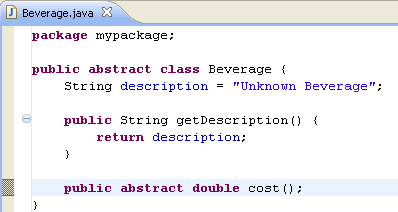 Beverage.java
package mypackage;
public abstract class Beverage {
String description = "Unknown Beverage";
public String getDescription() {
return description;
}
public abstract double cost();
}